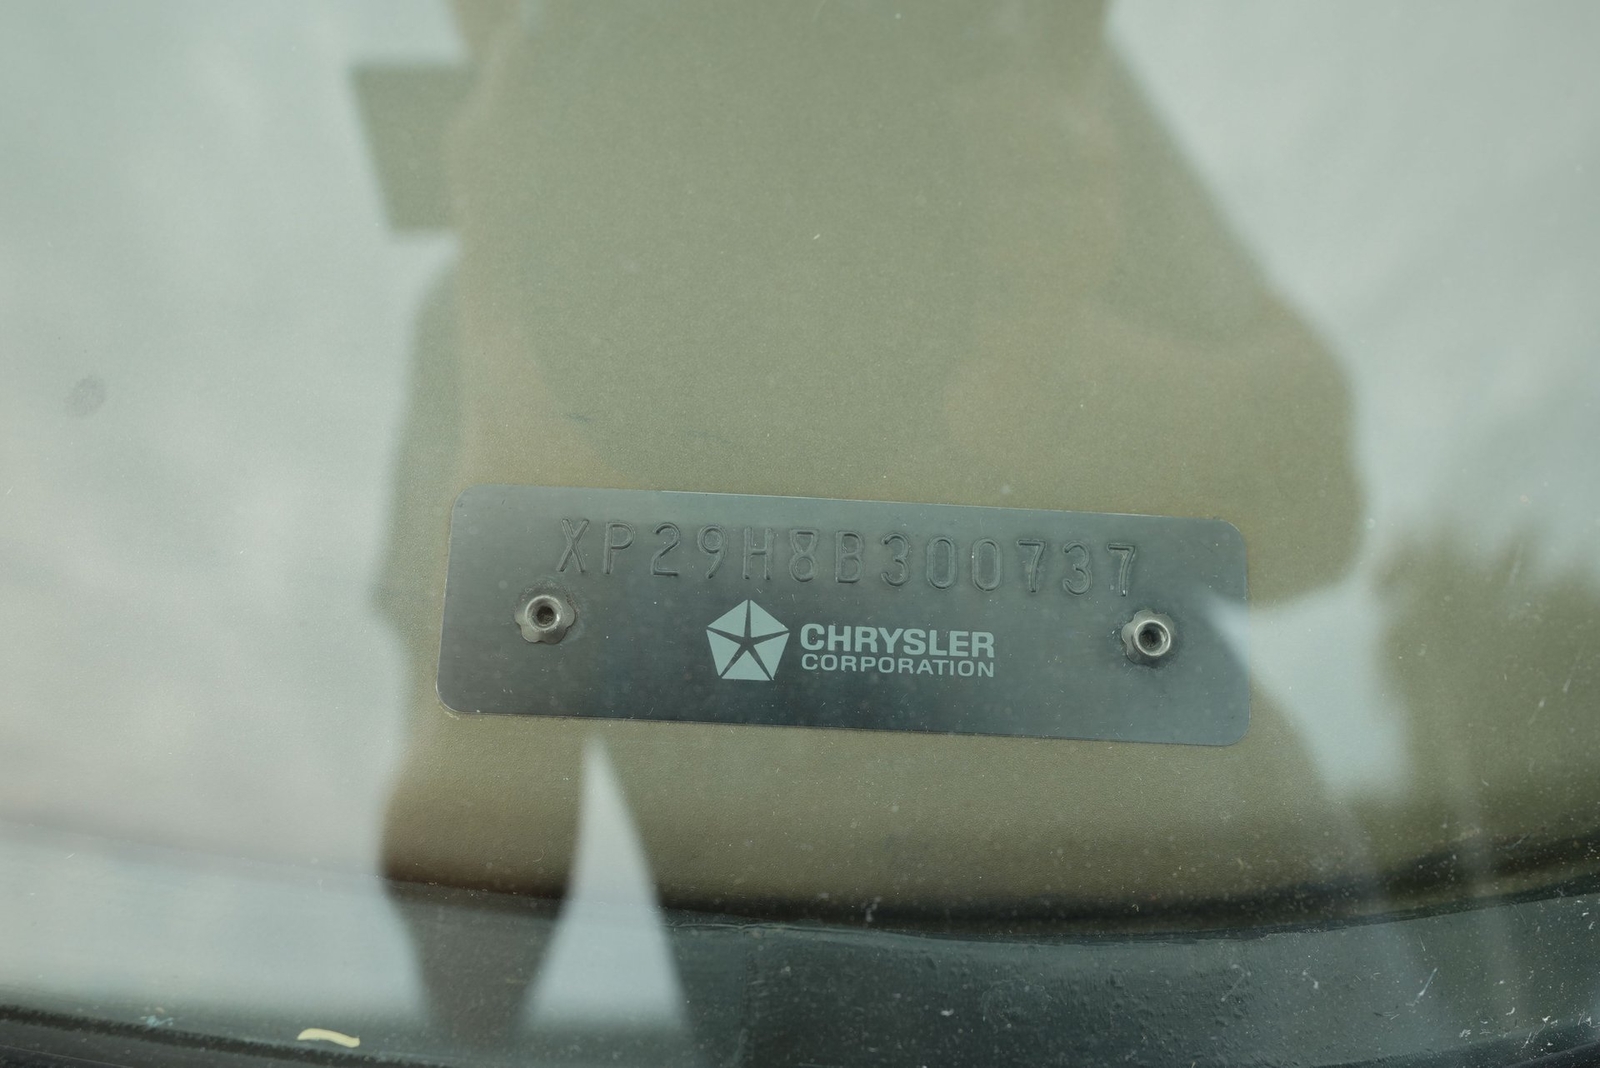 XP29H8B300737
CHRYSLER
CORPORATION